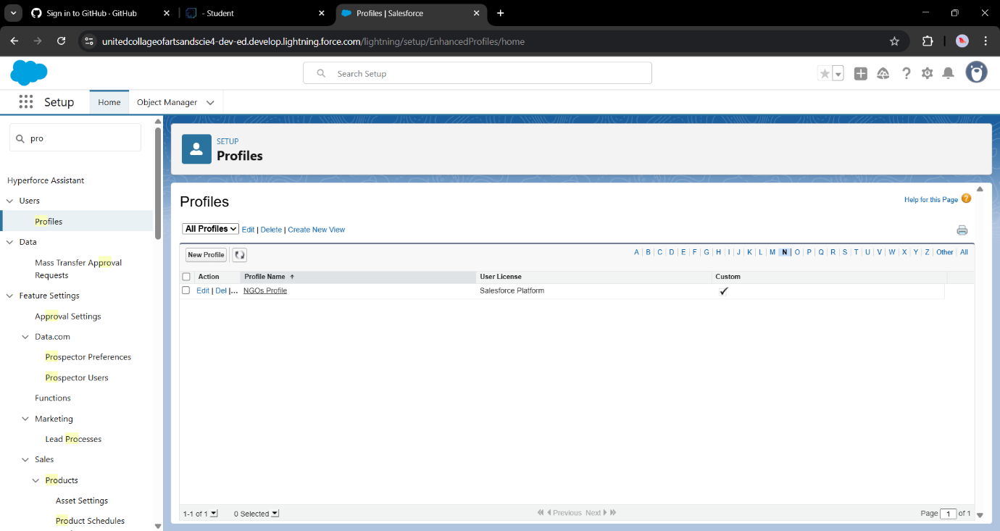 Sign in to GitHub · GitHub
- Student
Profiles | Salesforce
unitedcollageofartsandscie4-dev-ed.develop.lightning.force.com/lightning/setup/EnhancedProfiles/home
Search Setup
Setup
Home
Object Manager
pro
Hyperforce Assistant
Users
Profiles
Data
Mass Transfer Approval
Requests
Feature Settings
Approval Settings
Data.com
Prospector Preferences
Prospector Users
Functions
Marketing
Lead Processes
Sales
Products
Asset Settings
Product Schedules
SETUP
Profiles
Profiles
Help for this Page ?
All Profiles Edit | Delete | Create New View
New Profile
A | B | C | D | E | F | G | H | I | J | K | L | M | N | O | P | Q | R | S | T | U | V | W | X | Y | Z | Other | All
Action Profile Name User License Custom
Edit | Del |... NGOs Profile Salesforce Platform
1-1 of 1 0 Selected Previous Next Page 1 of 1